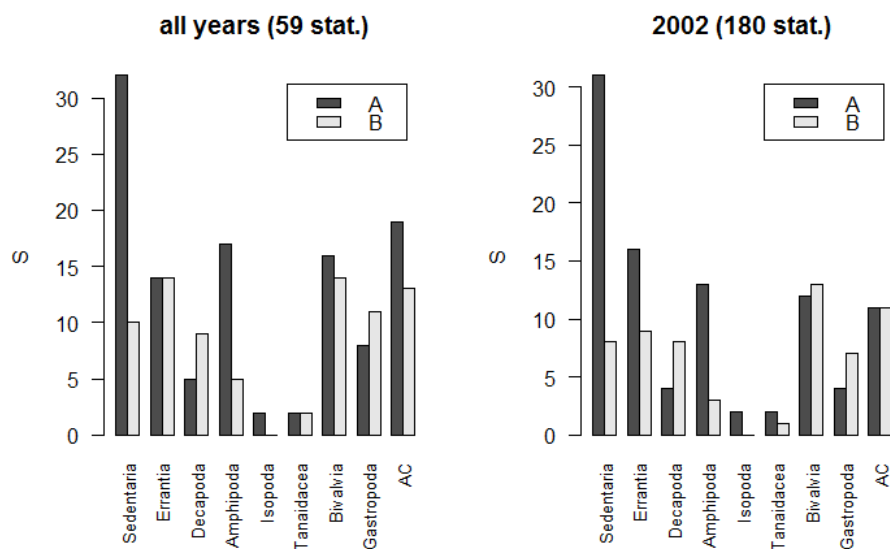 all years (59 stat.)
S
30
25
20
15
10
5
0
A
B
Sedentaria
Errantia
Decapoda
Amphipoda
Isopoda
Tanaidacea
Bivalvia
Gastropoda
AC
2002 (180 stat.)
S
30
25
20
15
10
5
0
A
B
Sedentaria
Errantia
Decapoda
Amphipoda
Isopoda
Tanaidacea
Bivalvia
Gastropoda
AC